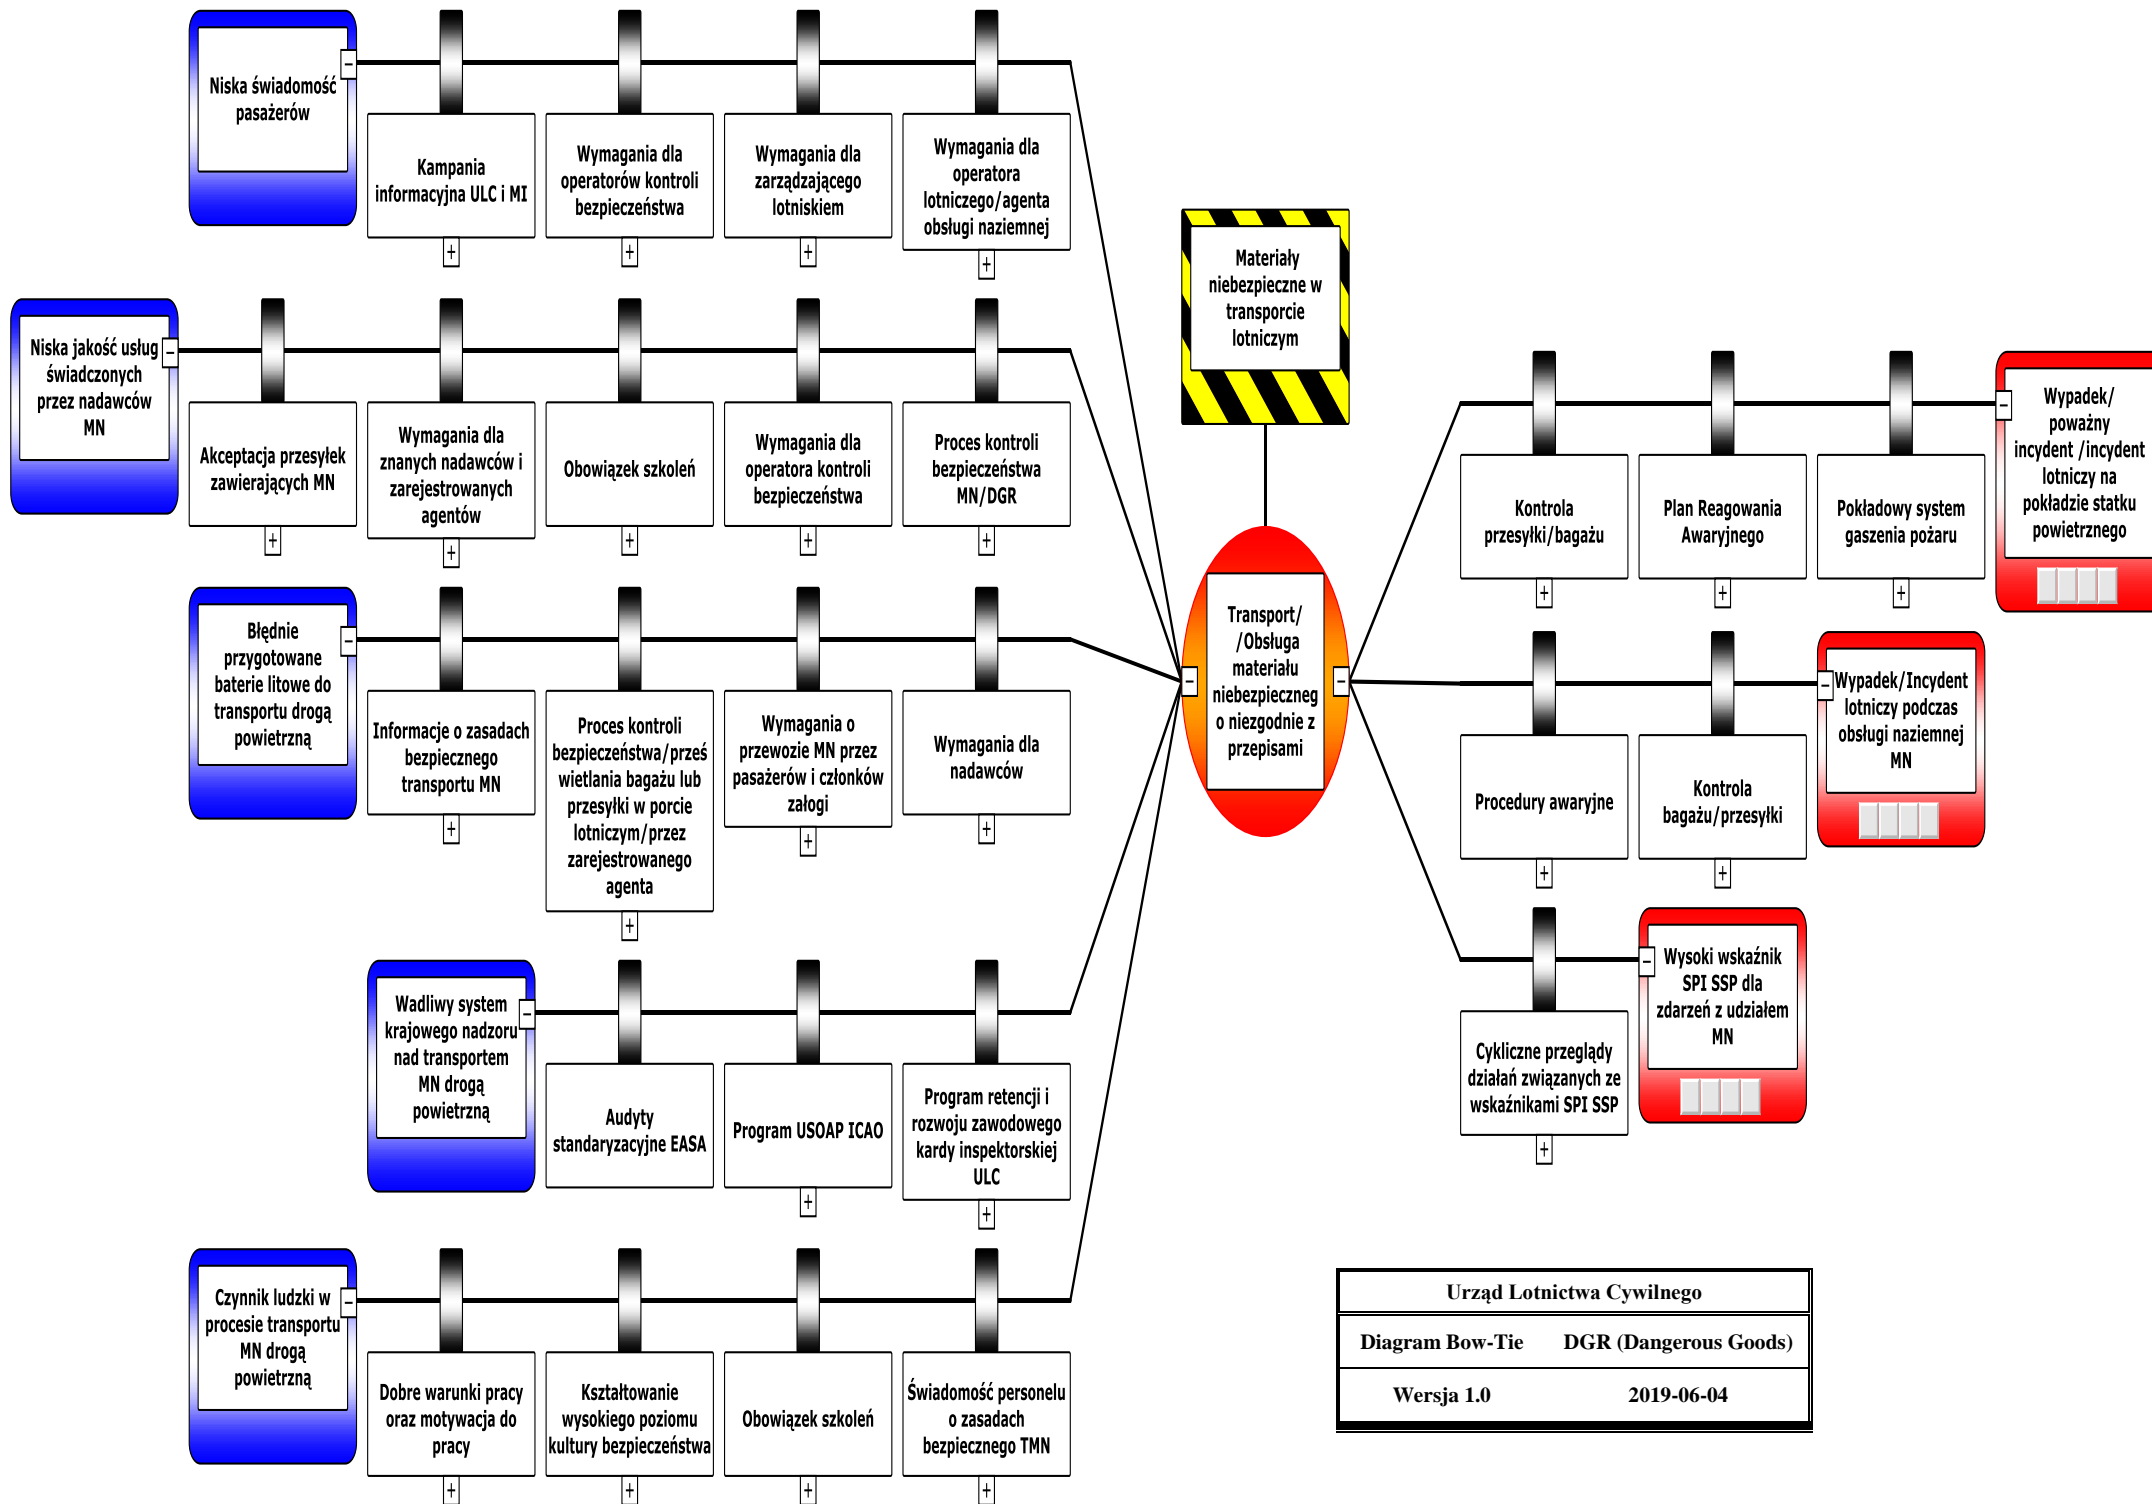 Niska świadomość
pasażerów
Kampania
informacyjna ULC i MI
Wymagania dla
operatorów kontroli
bezpieczeństwa
Wymagania dla
zarządzającego
lotniskiem
Wymagania dla
operatora
lotniczego/agenta
obsługi naziemnej
Niska jakość usług
świadczonych
przez nadawców
MN
Akceptacja przesyłek
zawierających MN
Wymagania dla
znanych nadawców i
zarejestrowanych
agentów
Obowiązek szkoleń
Wymagania dla
operatora kontroli
bezpieczeństwa
Proces kontroli
bezpieczeństwa
MN/DGR
Błędnie
przygotowane
baterie litowe do
transportu drogą
powietrzną
Informacje o zasadach
bezpiecznego
transportu MN
Proces kontroli
bezpieczeństwa/prześ
wietlania bagażu lub
przesyłki w porcie
lotniczym/przez
zarejestrowanego
agenta
Wymagania o
przewozie MN przez
pasażerów i członków
załogi
Wymagania dla
nadawców
Wadliwy system
krajowego nadzoru
nad transportem
MN drogą
powietrzną
Audyty
standaryzacyjne EASA
Program USOAP ICAO
Program retencji i
rozwoju zawodowego
kardy inspektorskiej
ULC
Czynnik ludzki w
procesie transportu
MN drogą
powietrzną
Dobre warunki pracy
oraz motywacja do
pracy
Kształtowanie
wysokiego poziomu
kultury bezpieczeństwa
Obowiązek szkoleń
Świadomość personelu
o zasadach
bezpiecznego TMN
Materiały
niebezpieczne w
transporcie
lotniczym
Transport/
/Obsługa
materiału
niebezpieczneg
o niezgodnie z
przepisami
Kontrola
przesyłki/bagażu
Plan Reagowania
Awaryjnego
Pokładowy system
gaszenia pożaru
Wypadek/
poważny
incydent /incydent
lotniczy na
pokładzie statku
powietrznego
Procedury awaryjne
Kontrola
bagażu/przesyłki
Wypadek/Incydent
lotniczy podczas
obsługi naziemnej
MN
Cykliczne przeglądy
działań związanych ze
wskaźnikami SPI SSP
Wysoki wskaźnik
SPI SSP dla
zdarzeń z udziałem
MN
Urząd Lotnictwa Cywilnego
Diagram Bow-Tie DGR (Dangerous Goods)
Wersja 1.0 2019-06-04